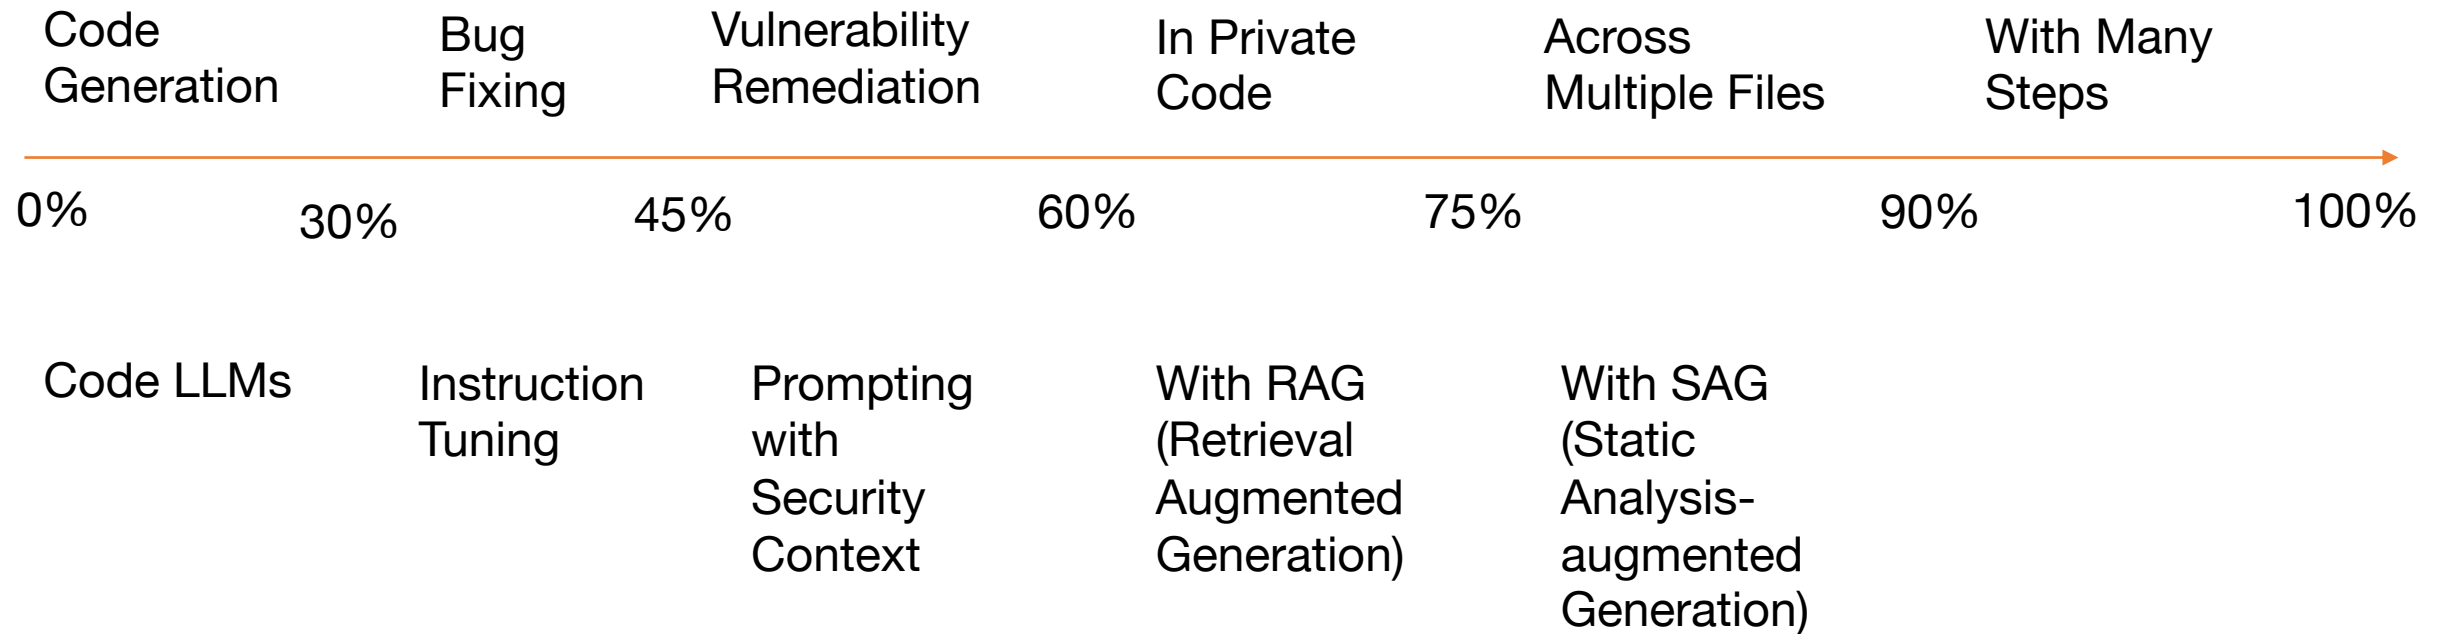 Code
Generation
Bug
Fixing
Vulnerability
Remediation
In Private
Code
Across
Multiple Files
With Many
Steps
0%
30%
45%
60%
75%
90%
100%
Code LLMs
Instruction
Tuning
Prompting
with
Security
Context
With RAG
(Retrieval
Augmented
Generation)
With SAG
(Static
Analysis-
augmented
Generation)